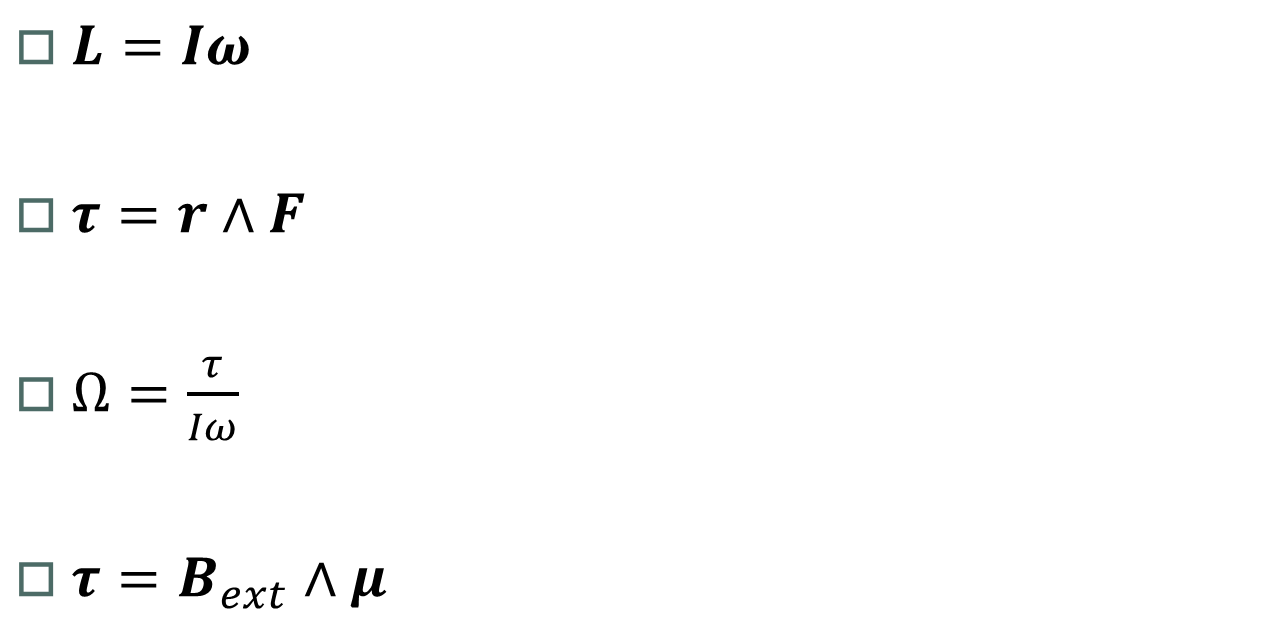 □ L = Iω
□ τ = r ∧ F
□ Ω = τ / Iω
□ τ = B_ext ∧ μ